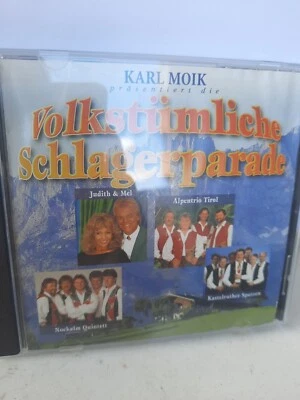 KARL MOIK
präsentiert die
Volkstümliche
Schlagerparade
Judith & Mel
Alpentrio Tirol
Nockalm Quintett
Kastelruther Spatzen